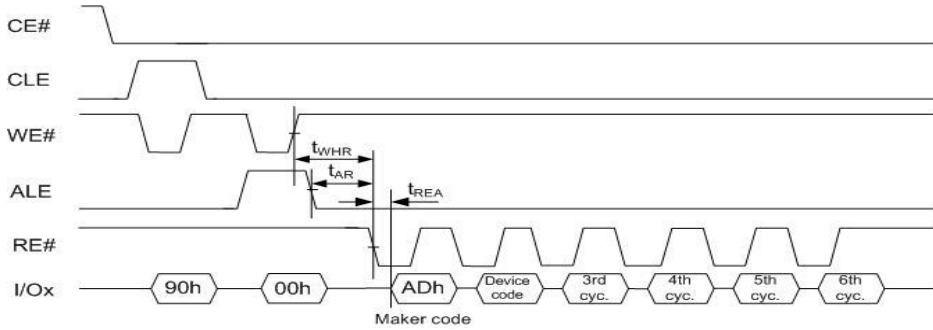 CE#
CLE
WE#
tWHR
tAR
ALE
tREA
RE#
I/Ox
90h
00h
ADh
Device
code
3rd
cyc.
4th
cyc.
5th
cyc.
6th
cyc.
Maker code